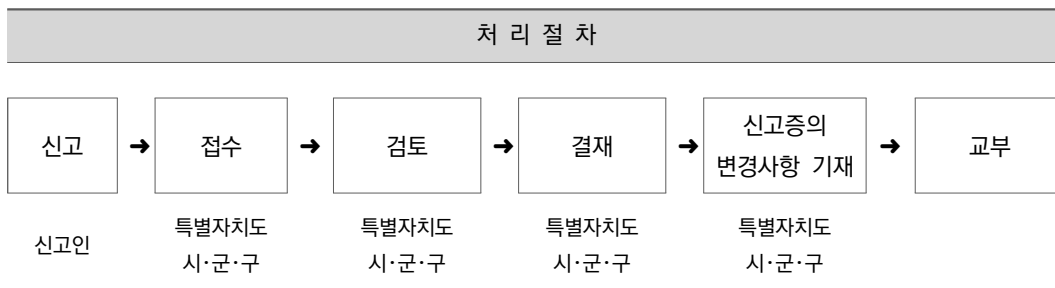 처 리 절 차
신고 ➜ 접수 ➜ 검토 ➜ 결재 ➜ 신고증의 변경사항 기재 ➜ 교부
신고인
특별자치도 시·군·구
특별자치도 시·군·구
특별자치도 시·군·구
특별자치도 시·군·구